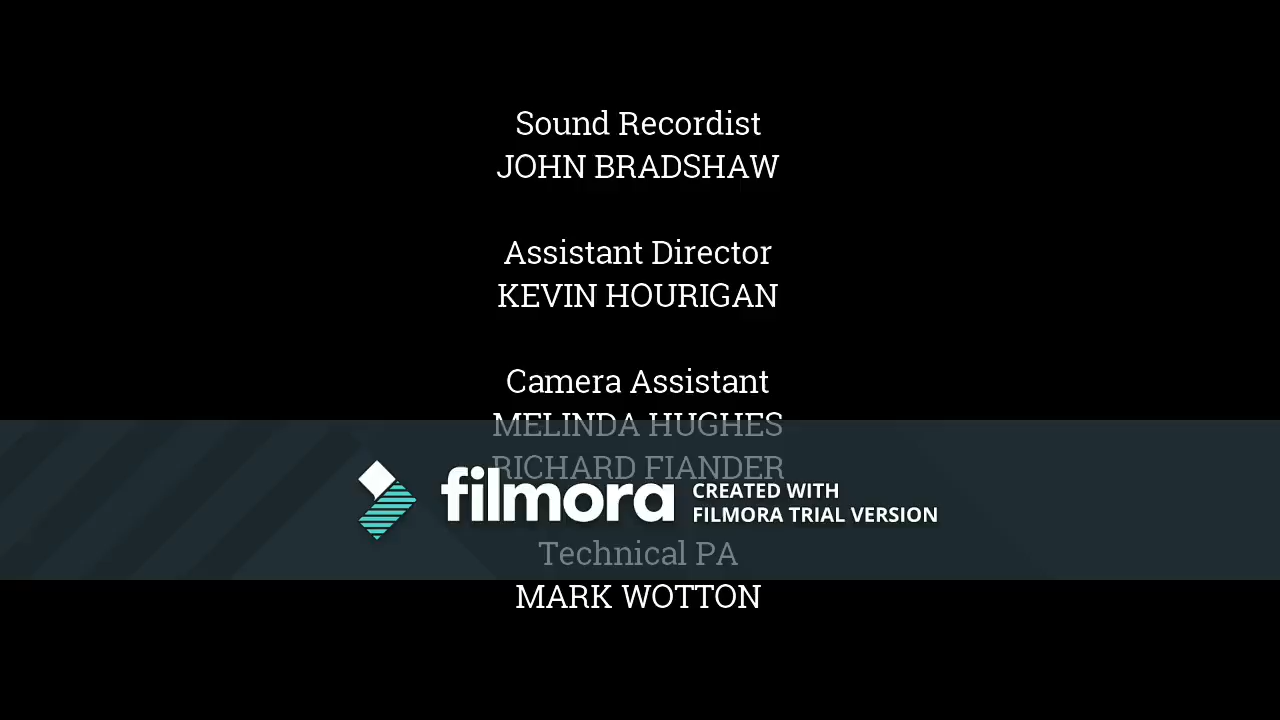 Sound Recordist
JOHN BRADSHAW
Assistant Director
KEVIN HOURIGAN
Camera Assistant
MELINDA HUGHES
RICHARD FIANDER
filmora
CREATED WITH
FILMORA TRIAL VERSION
Technical PA
MARK WOTTON